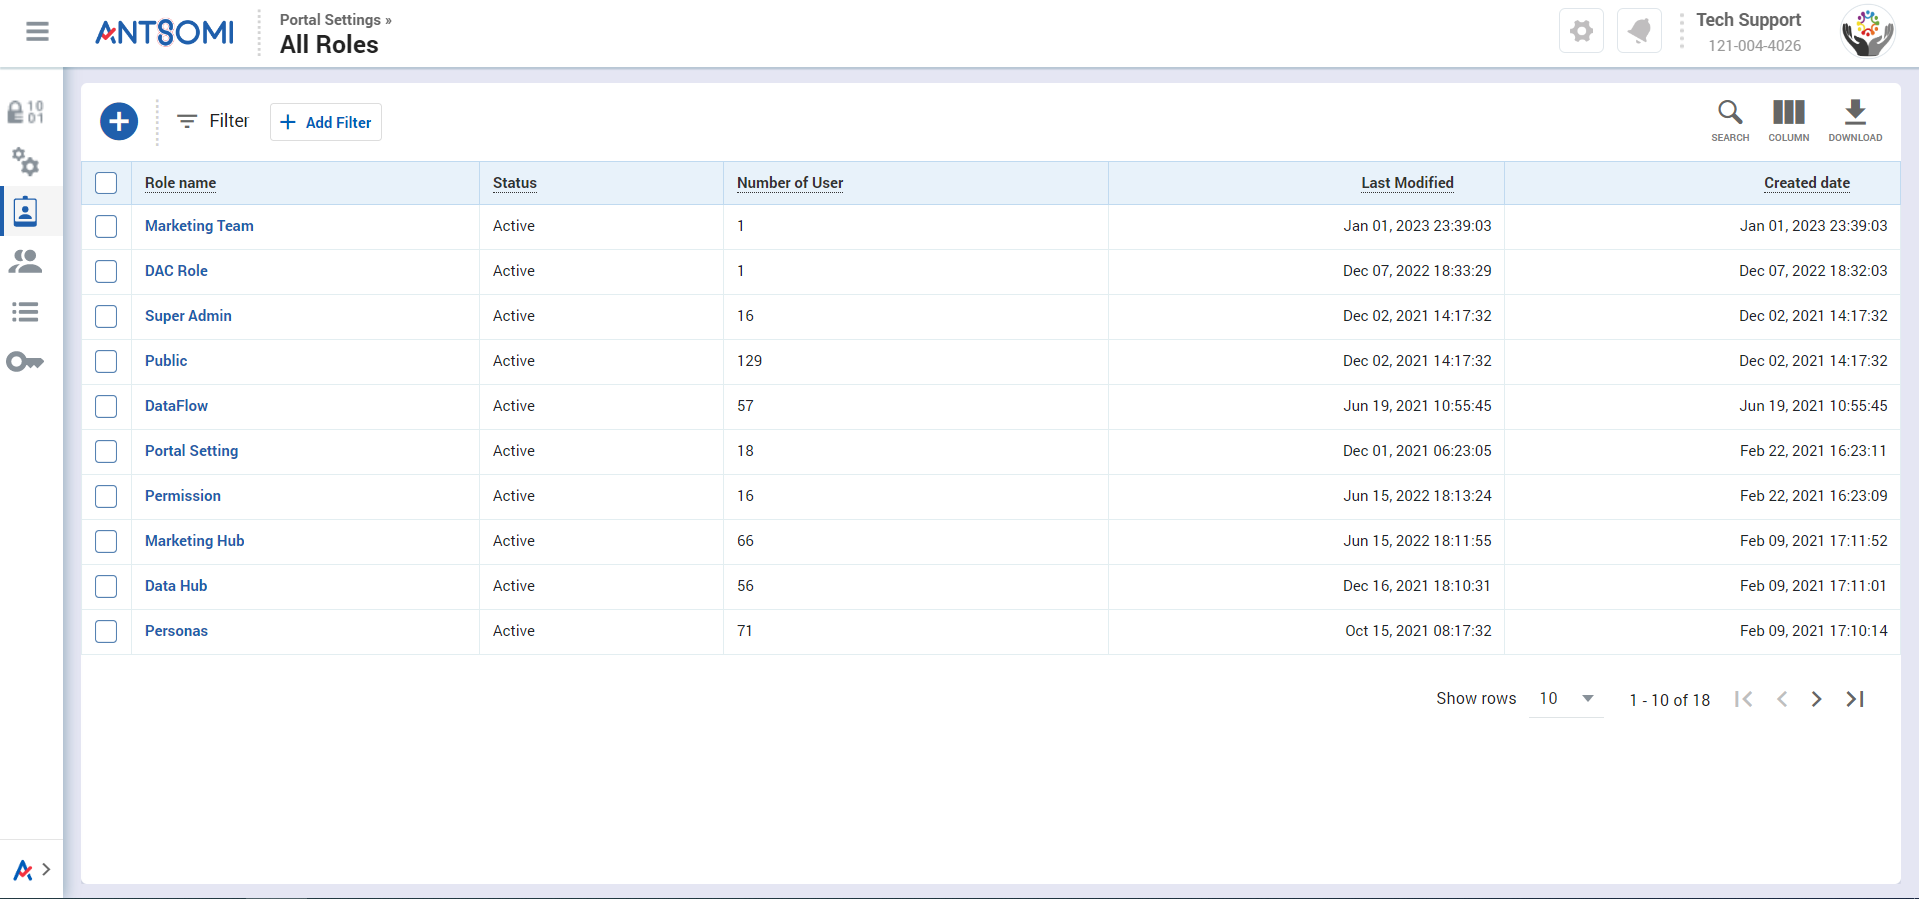 ANTSOMI
Portal Settings »
All Roles
Tech Support
121-004-4026
10
01
Filter
Add Filter
SEARCH
COLUMN
DOWNLOAD
Role name Status Number of User Last Modified Created date
Marketing Team Active 1 Jan 01, 2023 23:39:03 Jan 01, 2023 23:39:03
DAC Role Active 1 Dec 07, 2022 18:33:29 Dec 07, 2022 18:32:03
Super Admin Active 16 Dec 02, 2021 14:17:32 Dec 02, 2021 14:17:32
Public Active 129 Dec 02, 2021 14:17:32 Dec 02, 2021 14:17:32
DataFlow Active 57 Jun 19, 2021 10:55:45 Jun 19, 2021 10:55:45
Portal Setting Active 18 Dec 01, 2021 06:23:05 Feb 22, 2021 16:23:11
Permission Active 16 Jun 15, 2022 18:13:24 Feb 22, 2021 16:23:09
Marketing Hub Active 66 Jun 15, 2022 18:11:55 Feb 09, 2021 17:11:52
Data Hub Active 56 Dec 16, 2021 18:10:31 Feb 09, 2021 17:11:01
Personas Active 71 Oct 15, 2021 08:17:32 Feb 09, 2021 17:10:14
Show rows 10 1 - 10 of 18